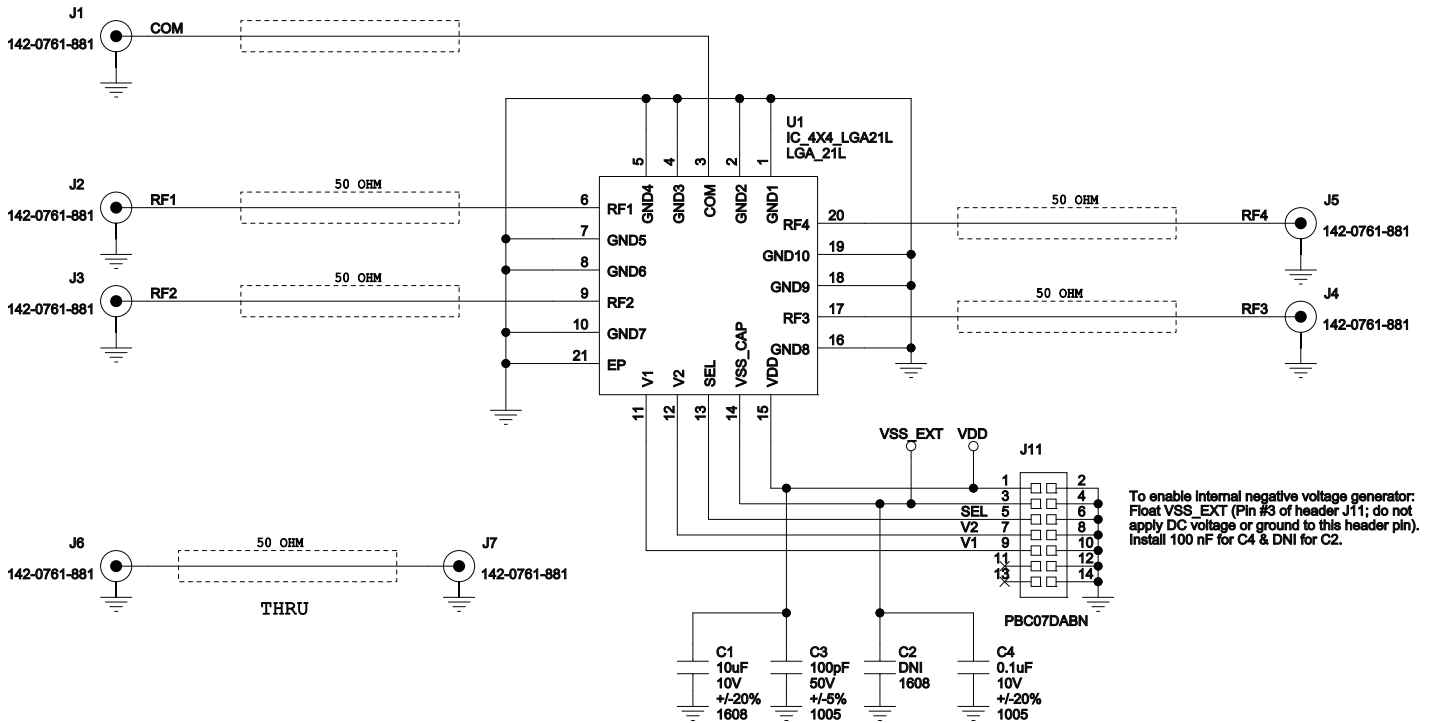 J1
142-0761-881
COM
U1
IC_4X4_LGA21L
LGA_21L
5
4
3
2
1
GND4
GND3
COM
GND2
GND1
J2
142-0761-881
RF1
50 OHM
6
RF1
7
GND5
8
GND6
J3
142-0761-881
RF2
50 OHM
9
RF2
10
GND7
21
EP
RF4
20
50 OHM
RF4
J5
142-0761-881
GND10
19
GND9
18
RF3
17
50 OHM
RF3
J4
142-0761-881
GND8
16
V1
V2
SEL
VSS_CAP
VDD
11
12
13
14
15
VSS_EXT
VDD
J11
1
2
3
4
SEL
5
6
V2
7
8
V1
9
10
11
12
13
14
PBC07DABN
To enable internal negative voltage generator:
Float VSS_EXT (Pin #3 of header J11; do not
apply DC voltage or ground to this header pin).
Install 100 nF for C4 & DNI for C2.
J6
142-0761-881
50 OHM
THRU
J7
142-0761-881
C1
10uF
10V
+/-20%
1608
C3
100pF
50V
+/-5%
1005
C2
DNI
1608
C4
0.1uF
10V
+/-20%
1005